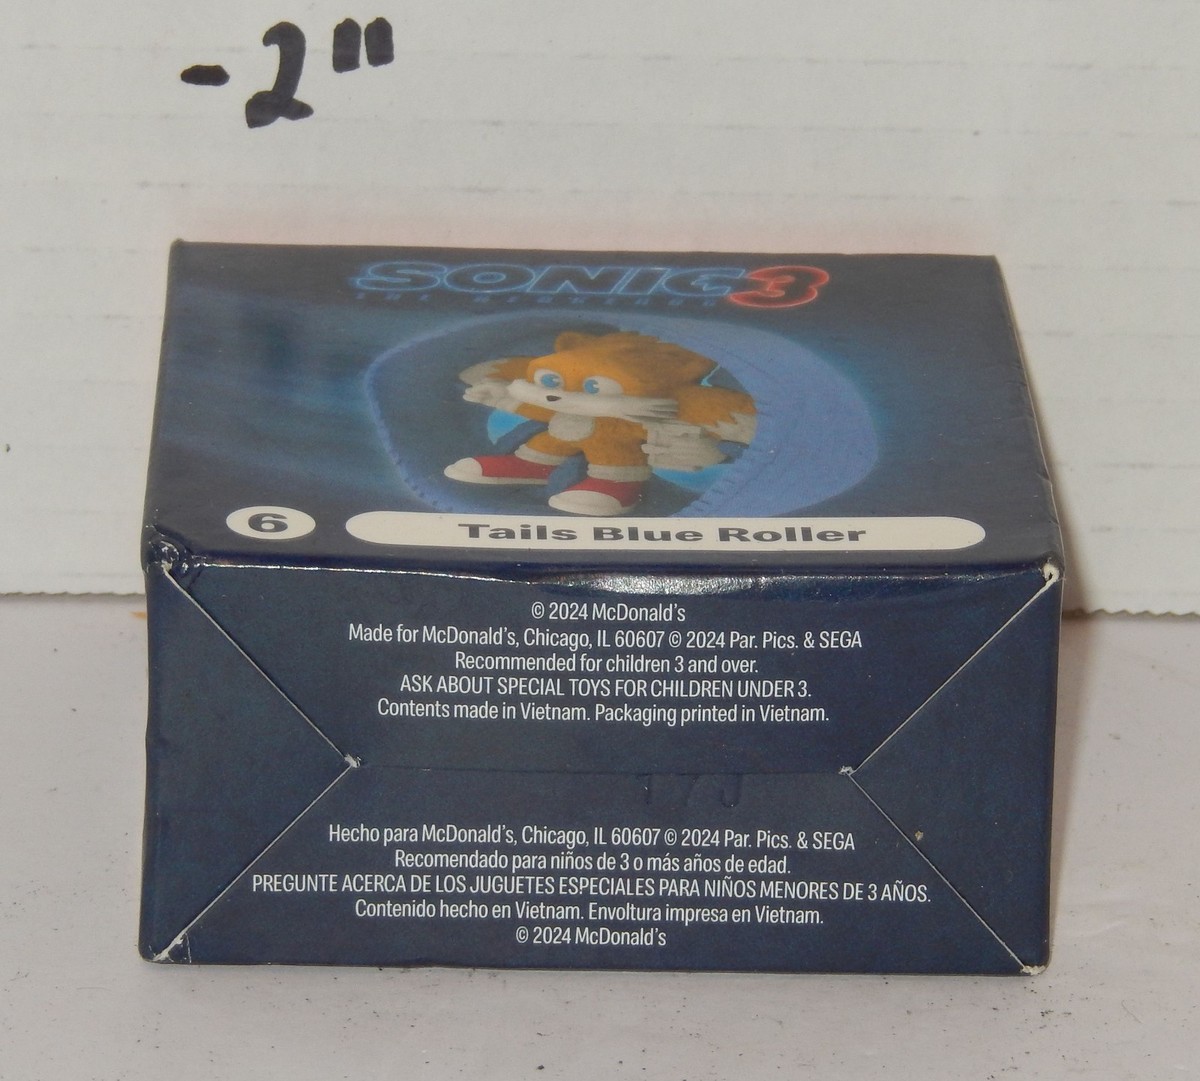 -2"
SONIC 3
THE HEDGEHOG
6
Tails Blue Roller
© 2024 McDonald's
Made for McDonald's, Chicago, IL 60607 © 2024 Par. Pics. & SEGA
Recommended for children 3 and over.
ASK ABOUT SPECIAL TOYS FOR CHILDREN UNDER 3.
Contents made in Vietnam. Packaging printed in Vietnam.
Hecho para McDonald's, Chicago, IL 60607 © 2024 Par. Pics. & SEGA
Recomendado para niños de 3 o más años de edad.
PREGUNTE ACERCA DE LOS JUGUETES ESPECIALES PARA NIÑOS MENORES DE 3 AÑOS.
Contenido hecho en Vietnam. Envoltura impresa en Vietnam.
© 2024 McDonald's